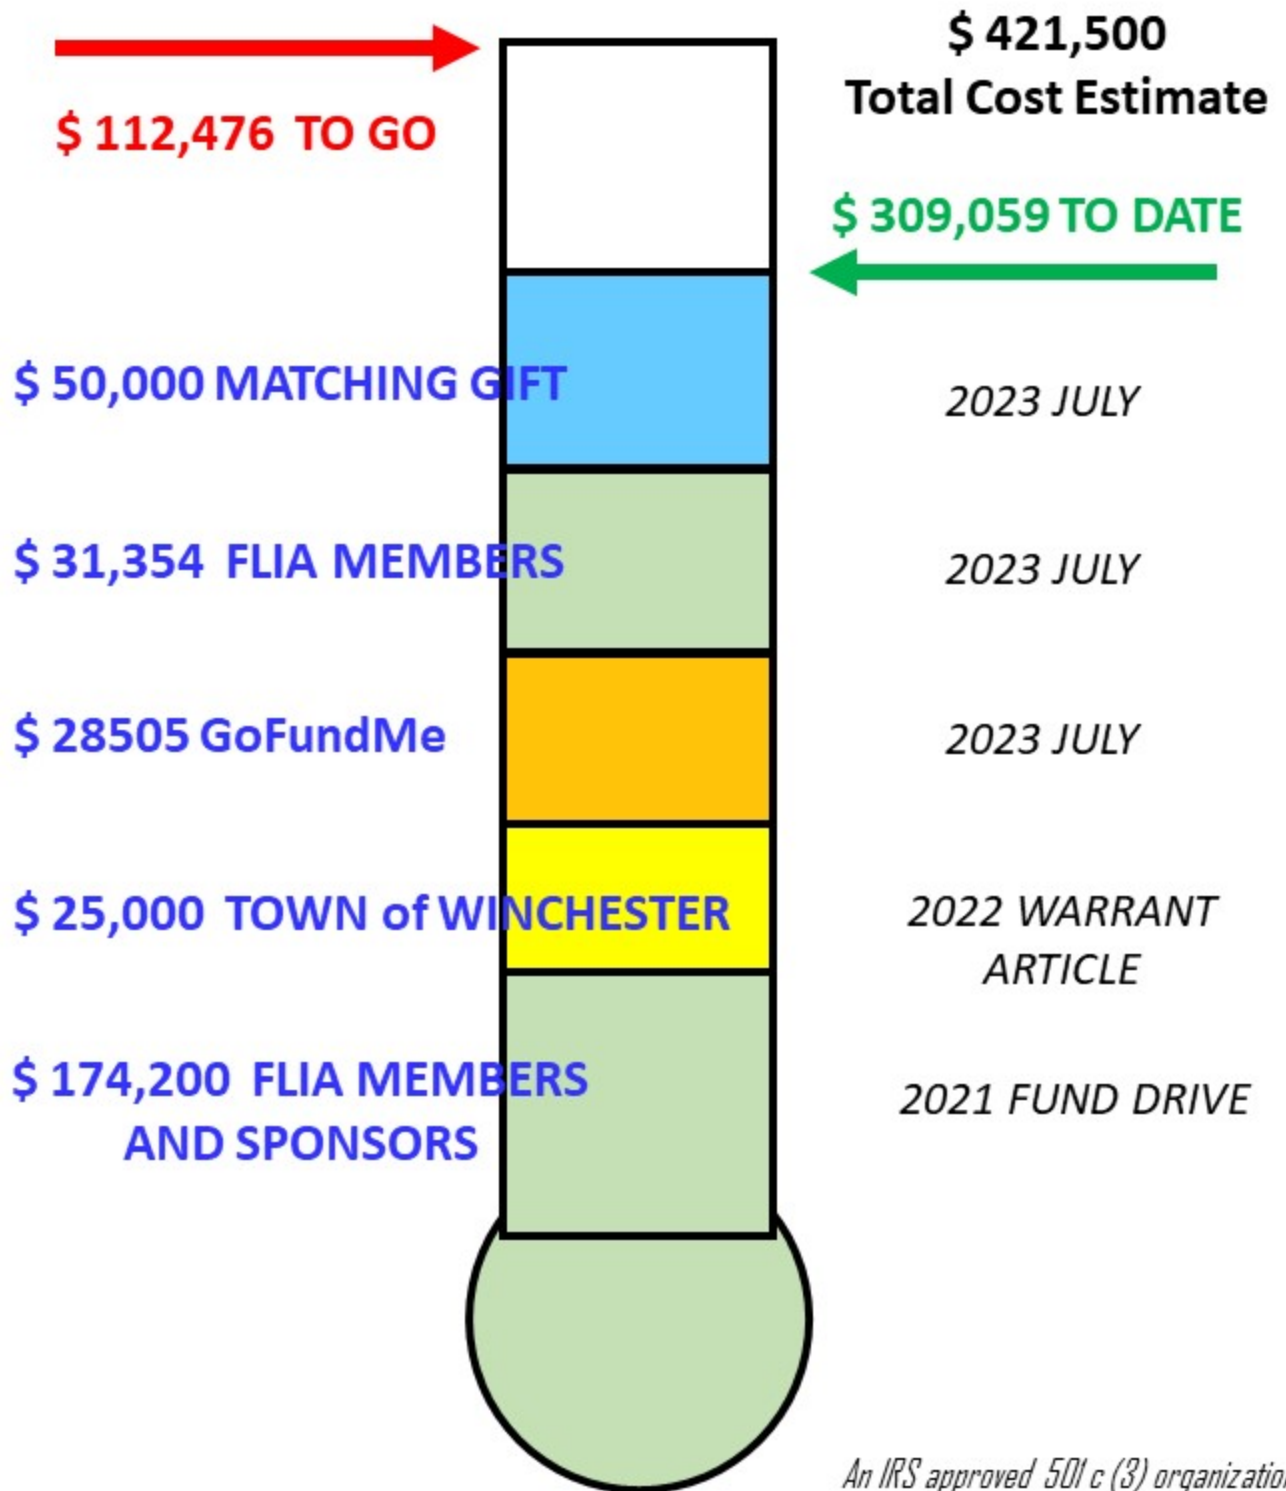 $ 421,500
Total Cost Estimate
$ 112,476 TO GO
$ 309,059 TO DATE
$ 50,000 MATCHING GIFT
2023 JULY
$ 31,354 FLIA MEMBERS
2023 JULY
$ 28505 GoFundMe
2023 JULY
$ 25,000 TOWN of WINCHESTER
2022 WARRANT
ARTICLE
$ 174,200 FLIA MEMBERS
AND SPONSORS
2021 FUND DRIVE
An IRS approved 501 c (3) organization